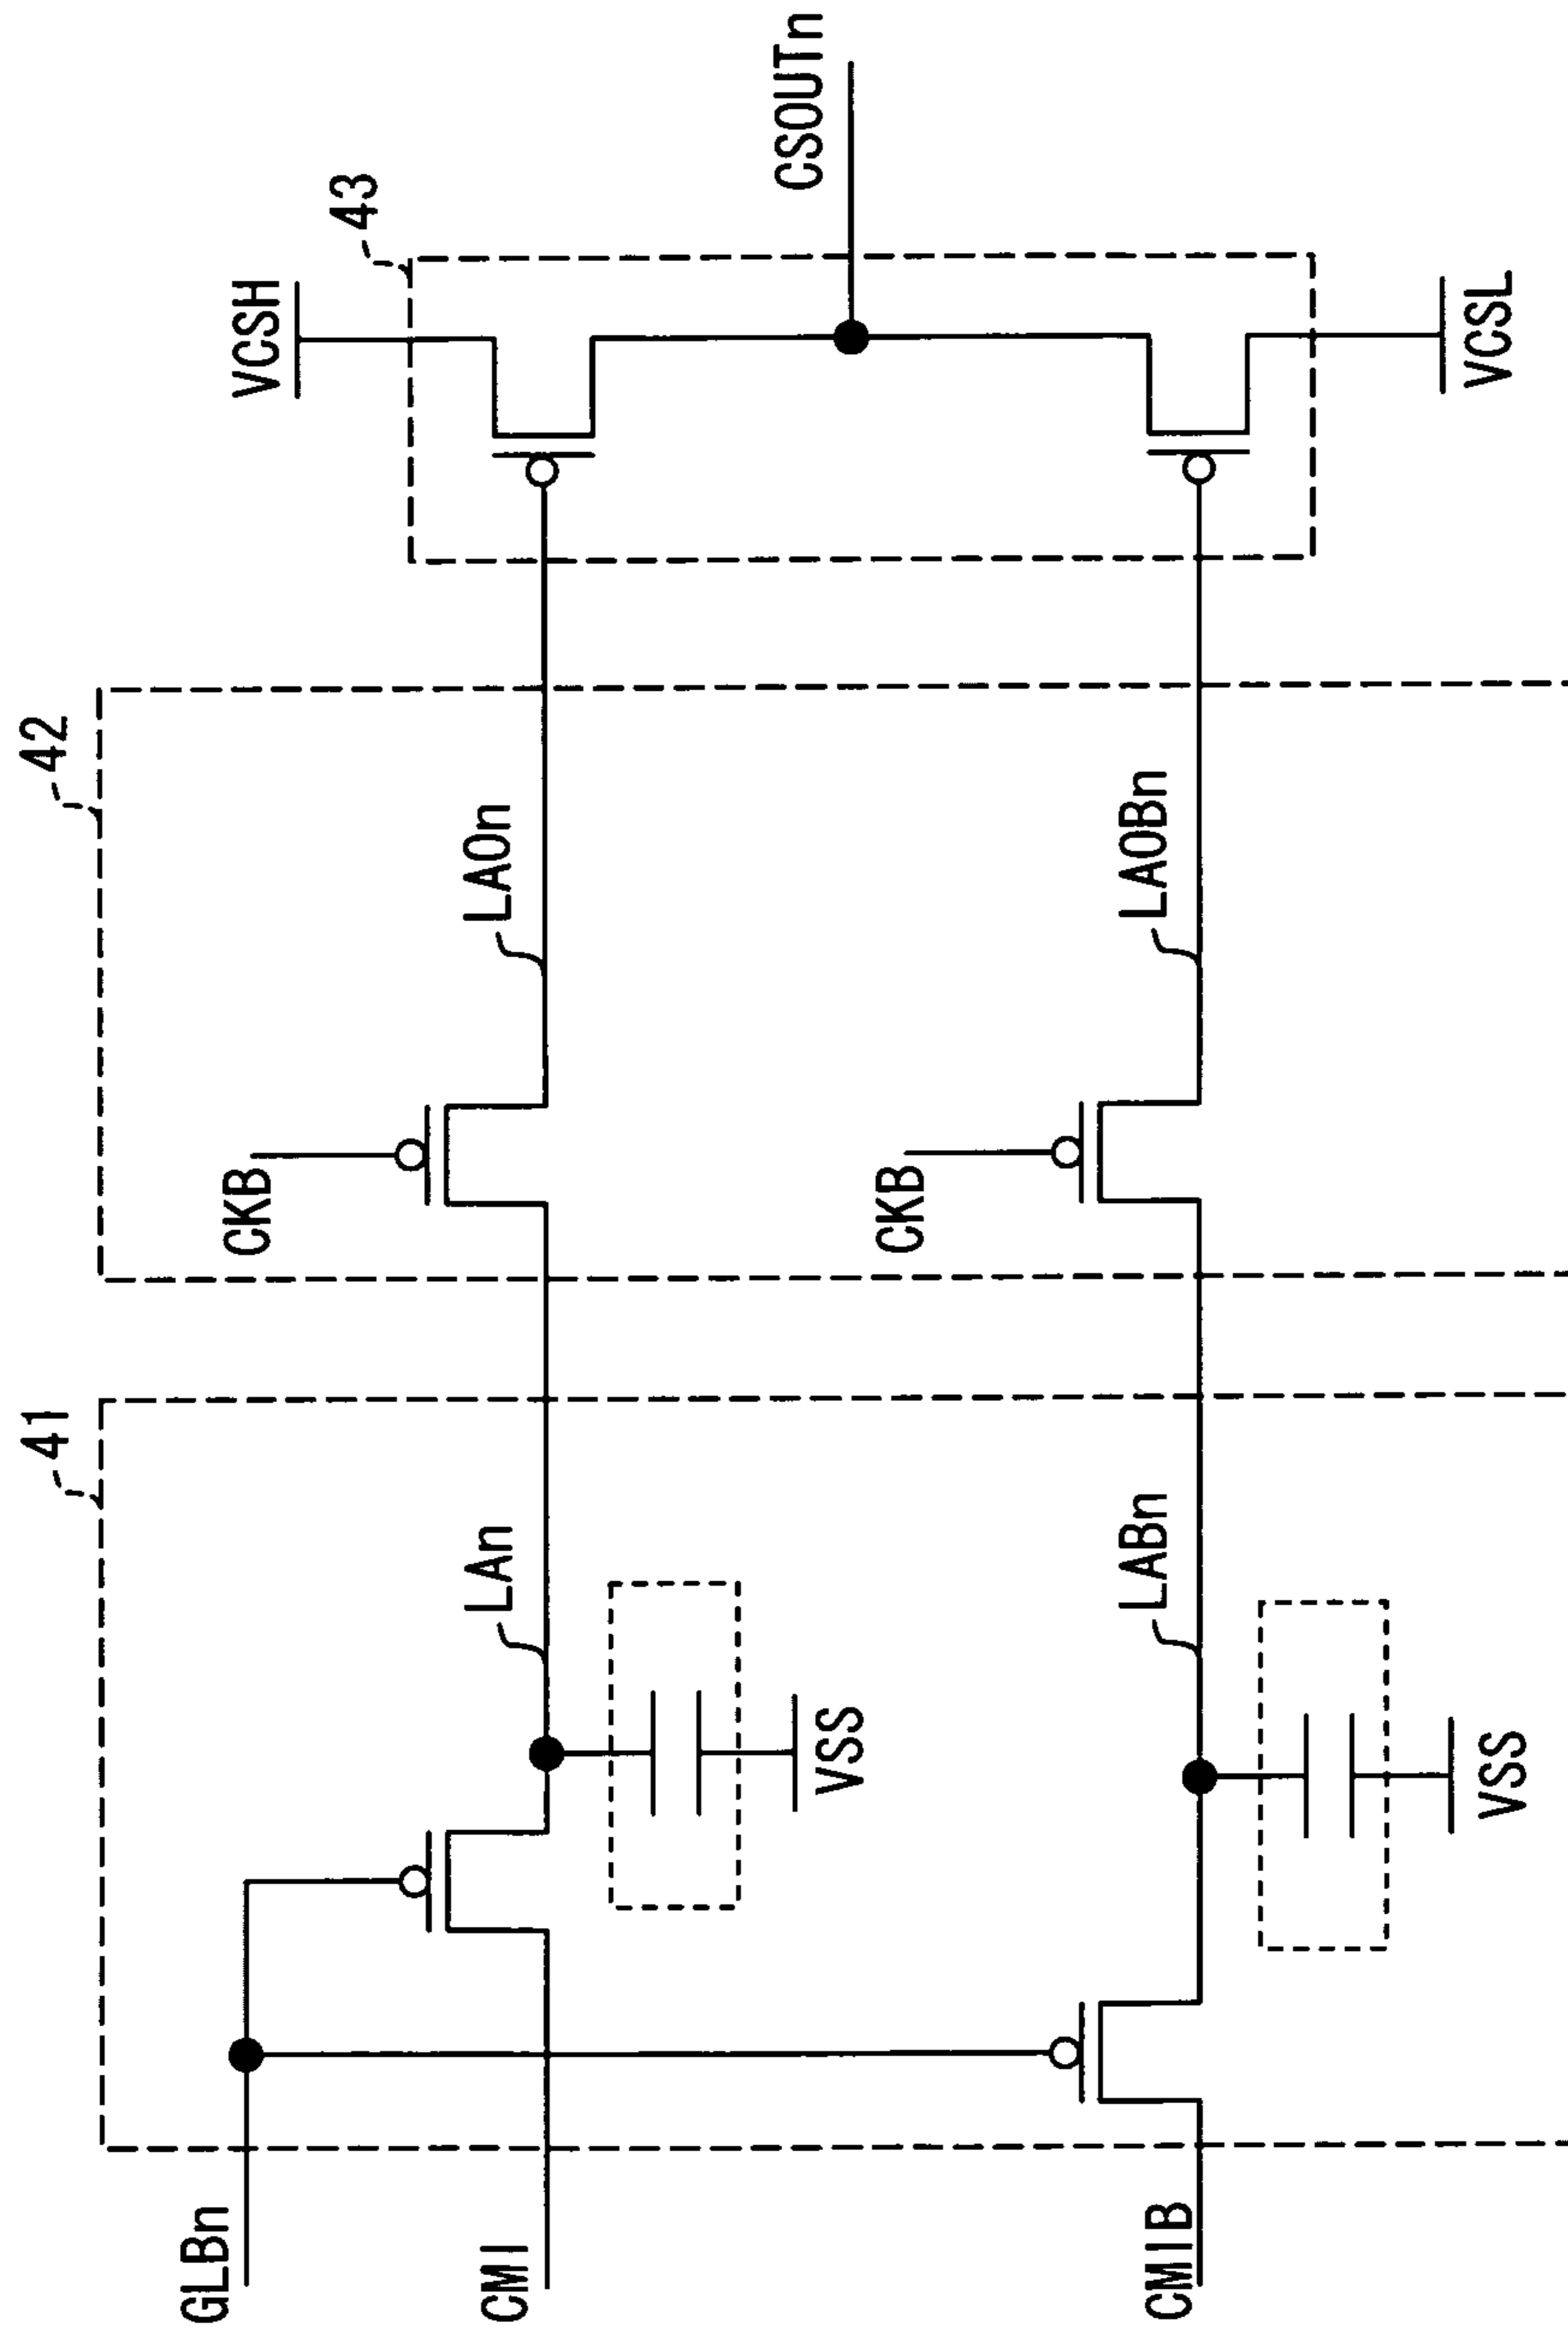 41
42
43
GLBn
CMI
CMIB
LAn
LABn
VSS
VSS
CKB
CKB
LAOn
LAOBn
VCSH
VCSL
CSOUTn